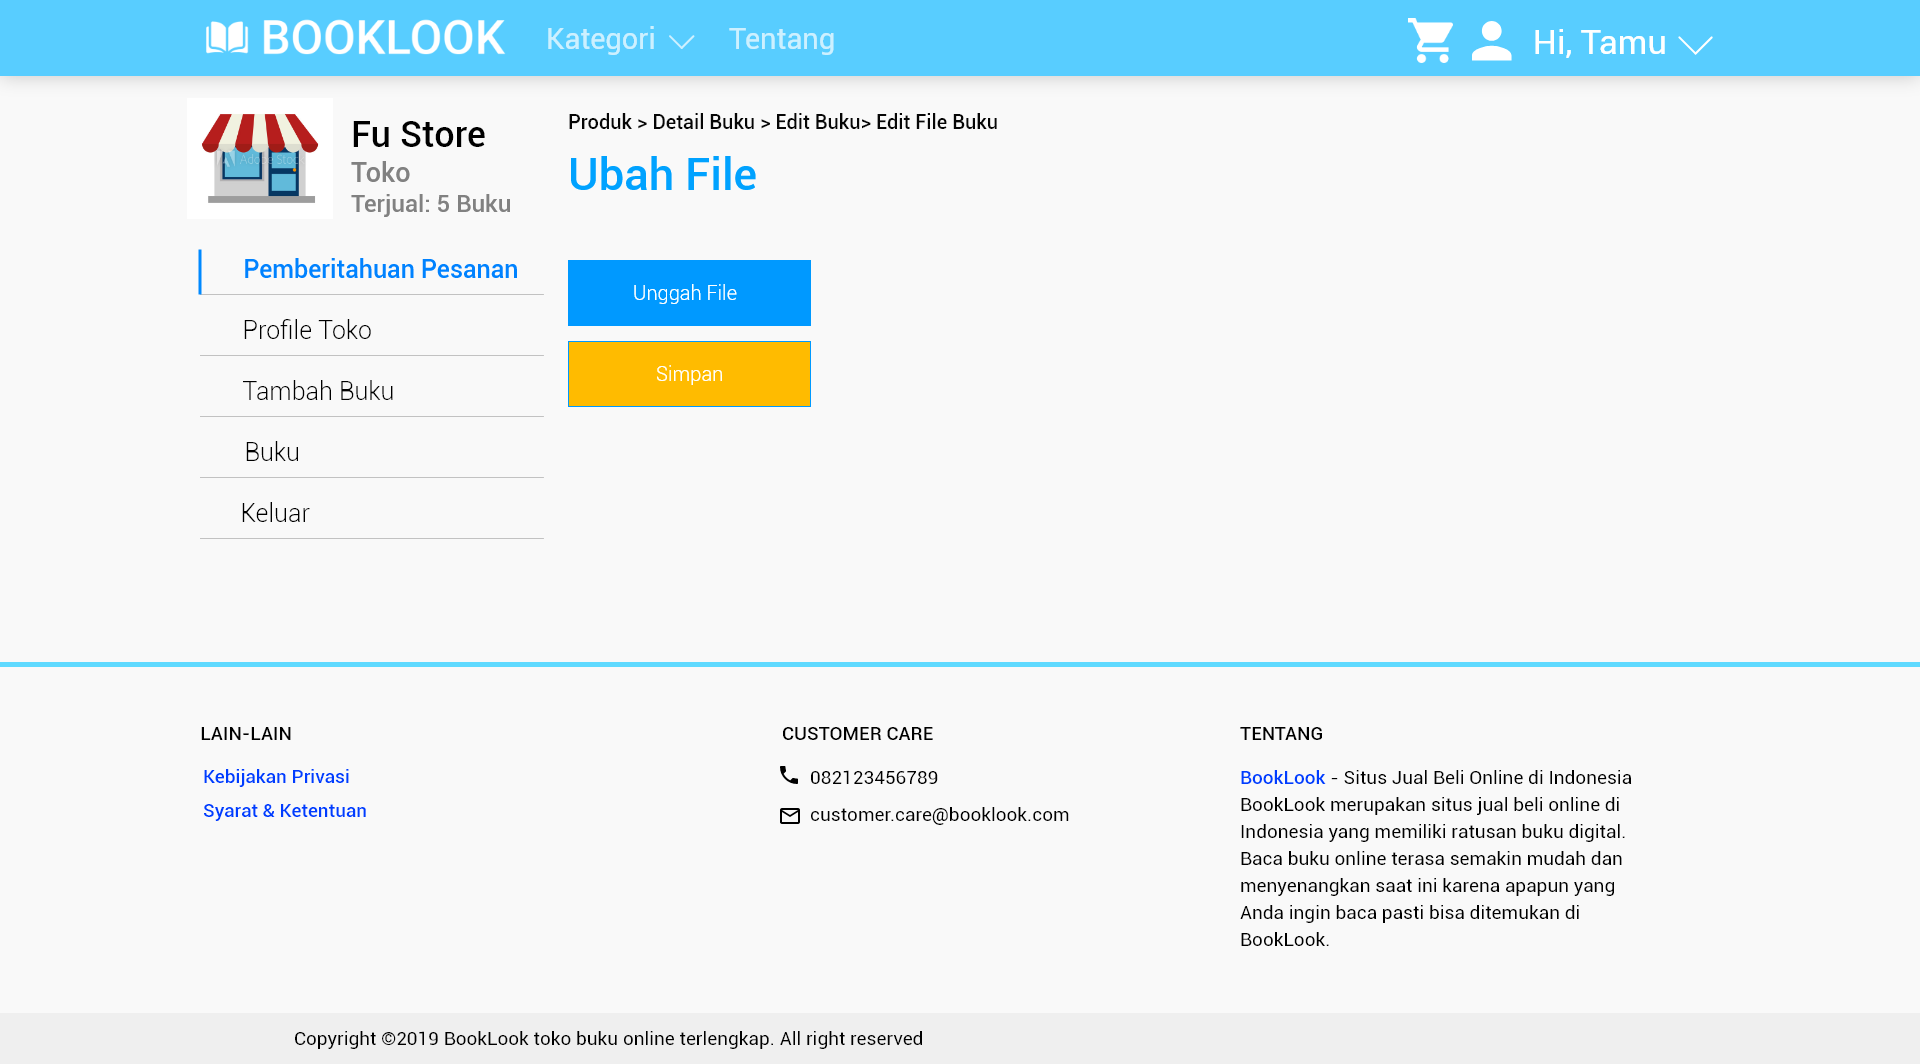 BOOKLOOK
Kategori
Tentang
Hi, Tamu
Fu Store
Toko
Terjual: 5 Buku
Pemberitahuan Pesanan
Profile Toko
Tambah Buku
Buku
Keluar
Produk > Detail Buku > Edit Buku> Edit File Buku
Ubah File
Unggah File
Simpan
LAIN-LAIN
Kebijakan Privasi
Syarat & Ketentuan
CUSTOMER CARE
082123456789
customer.care@booklook.com
TENTANG
BookLook - Situs Jual Beli Online di Indonesia
BookLook merupakan situs jual beli online di
Indonesia yang memiliki ratusan buku digital.
Baca buku online terasa semakin mudah dan
menyenangkan saat ini karena apapun yang
Anda ingin baca pasti bisa ditemukan di
BookLook.
Copyright ©2019 BookLook toko buku online terlengkap. All right reserved